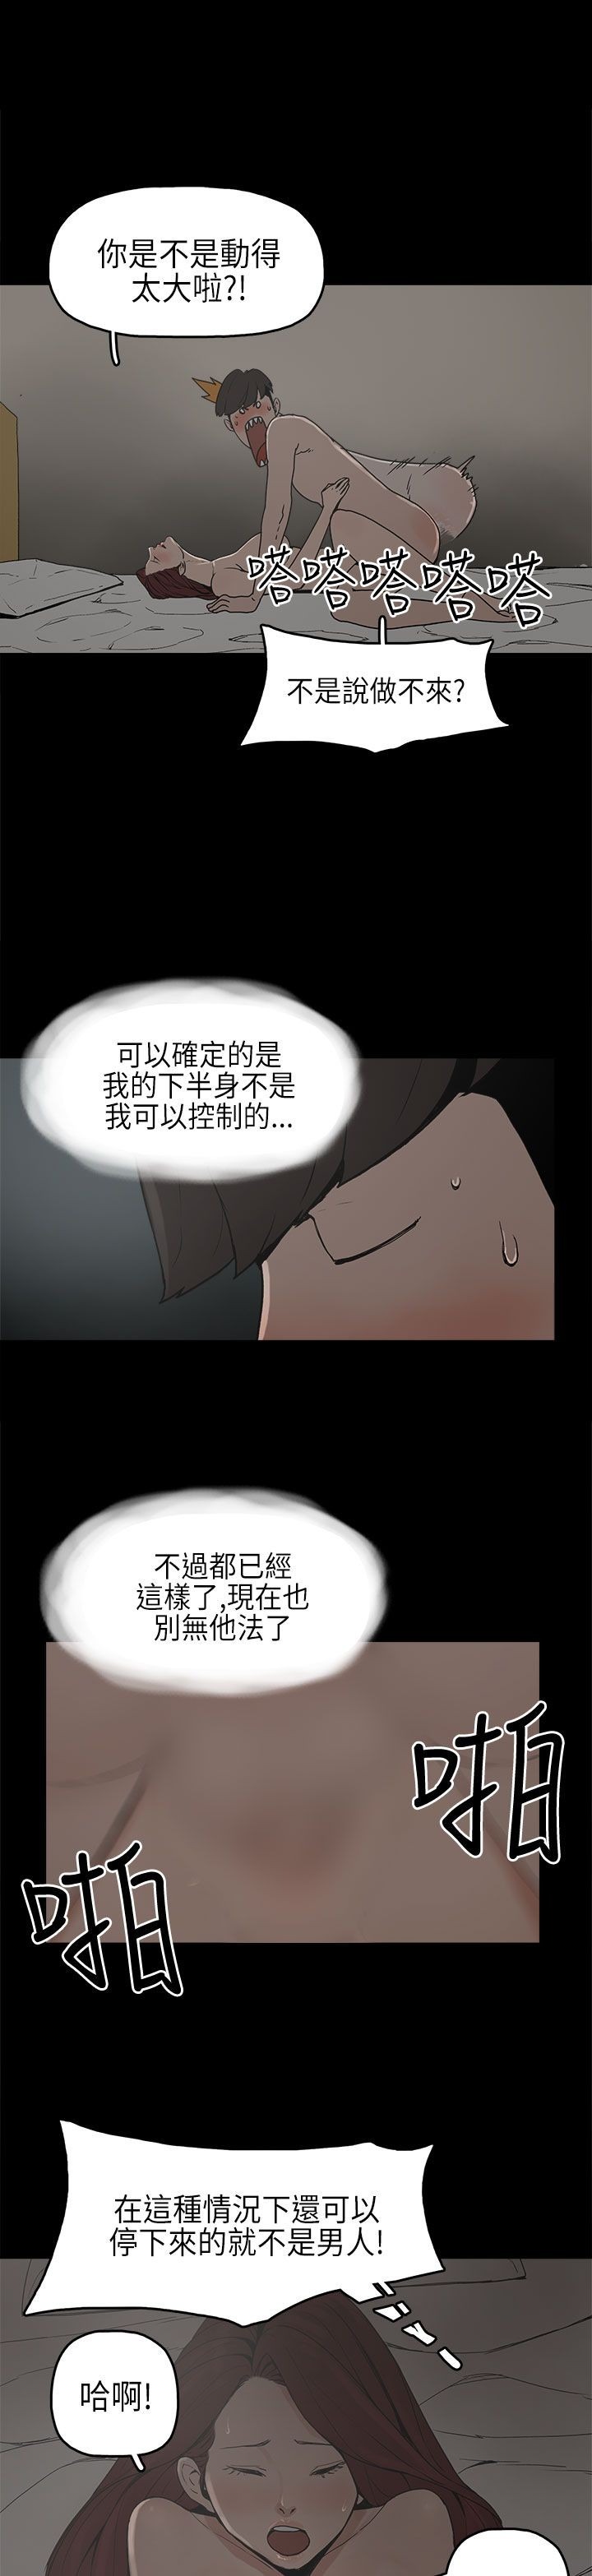 你是不是動得
太大啦?!
嗒嗒嗒嗒嗒
不是說做不來?
可以確定的是
我的下半身不是
我可以控制的...
不過都已經
這樣了,現在也
別無他法了
啪
啪
在這種情況下還可以
停下來的就不是男人!
哈啊!